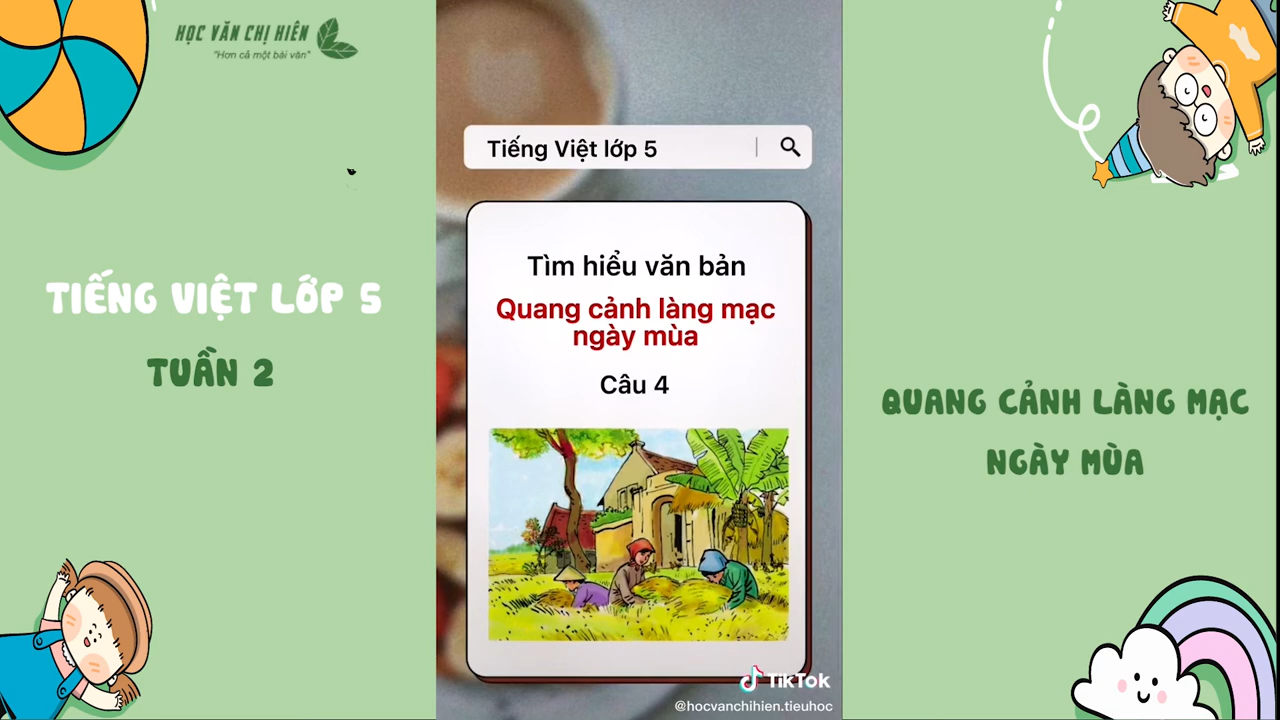 HỌC VĂN CHỊ HIÊN
"Hơn cả một bài văn"
TIẾNG VIỆT LỚP 5
TUẦN 2
Tiếng Việt lớp 5
Tìm hiểu văn bản
Quang cảnh làng mạc
ngày mùa
Câu 4
TikTok
@hocvanchihien.tieuhoc
QUANG CẢNH LÀNG MẠC
NGÀY MÙA